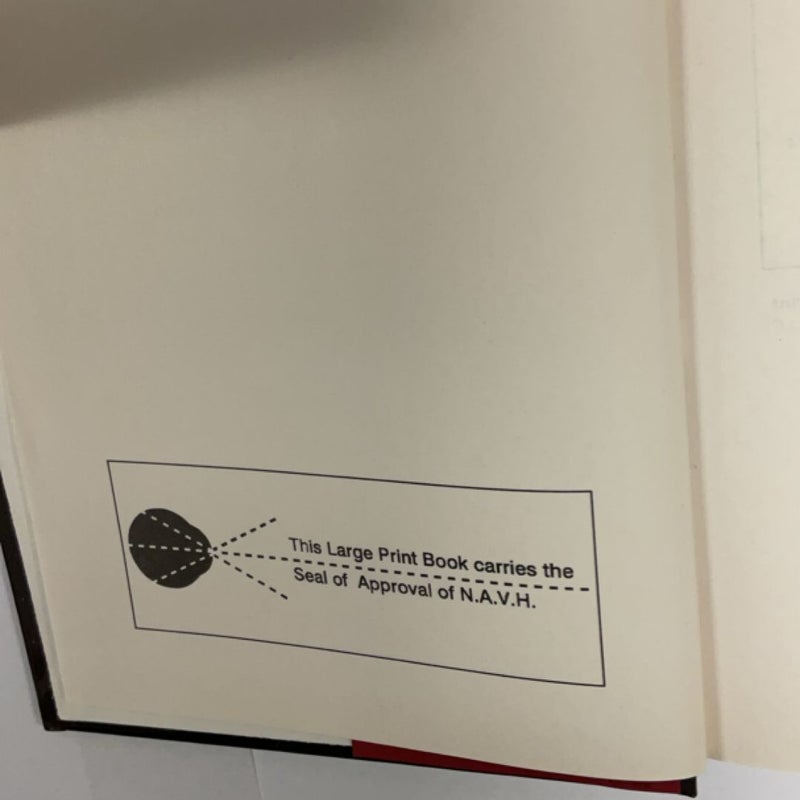 This Large Print Book carries the
Seal of Approval of N.A.V.H.